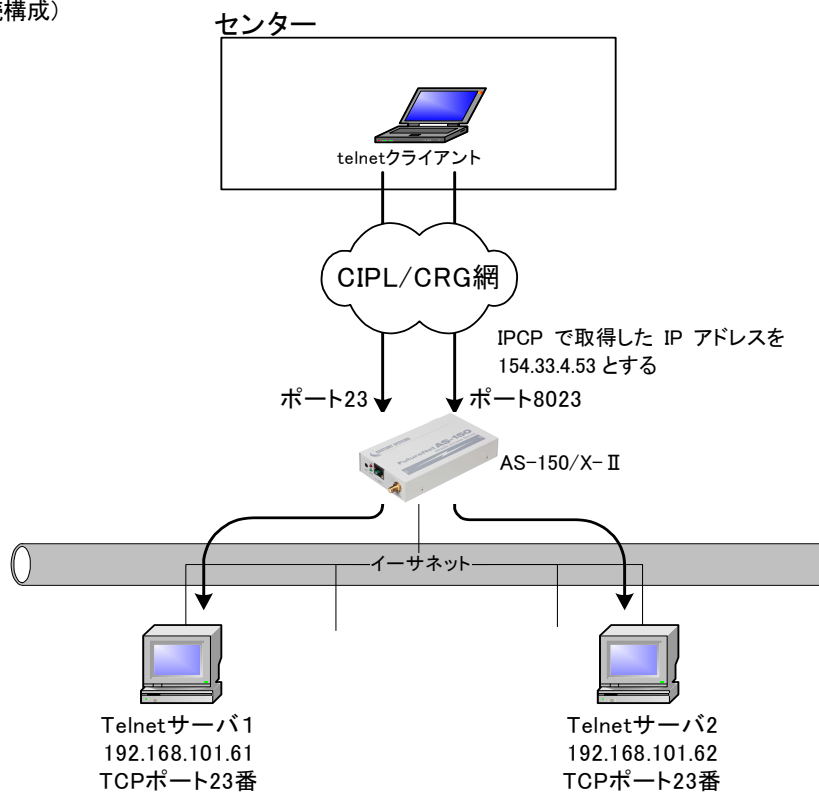 構成）
センター
telnetクライアント
CIPL/CRG網
IPCP で取得した IP アドレスを
154.33.4.53 とする
ポート23
ポート8023
FutureNet AS-150
AS-150/X-Ⅱ
イーサネット
Telnetサーバ1
192.168.101.61
TCPポート23番
Telnetサーバ2
192.168.101.62
TCPポート23番